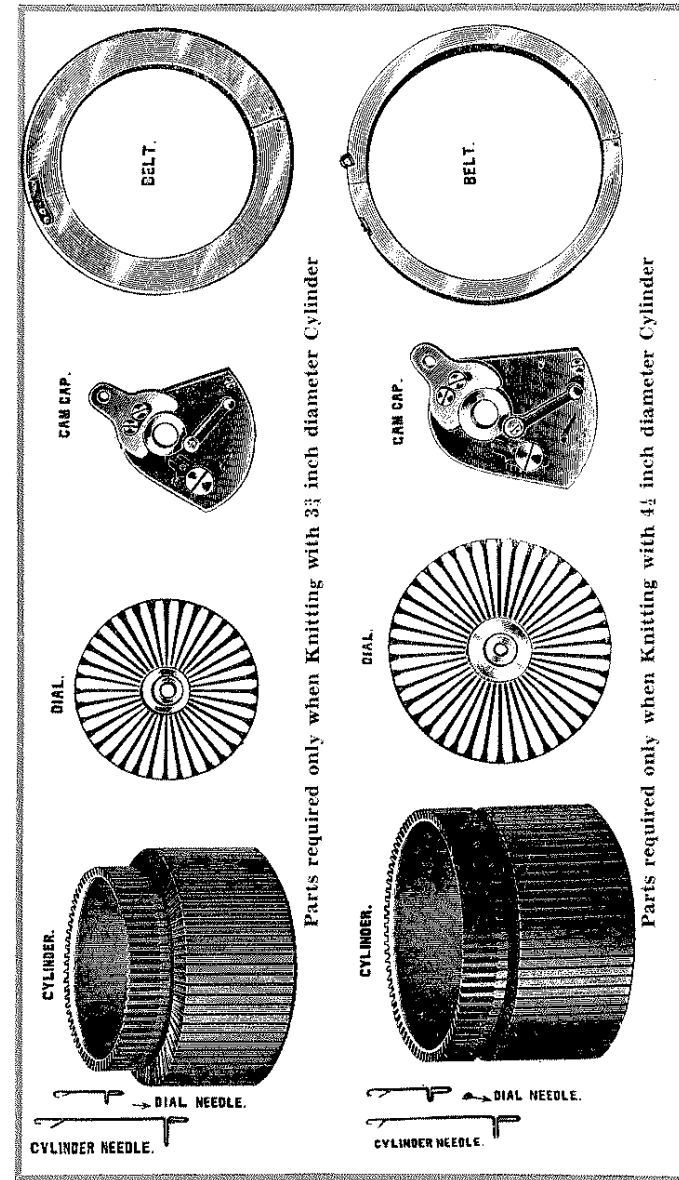 CYLINDER NEEDLE.
DIAL NEEDLE.
CYLINDER.
DIAL.
CAM CAP.
BELT.
Parts required only when Knitting with 3¾ inch diameter Cylinder
CYLINDER NEEDLE.
DIAL NEEDLE.
CYLINDER.
DIAL.
CAM CAP.
BELT.
Parts required only when Knitting with 4½ inch diameter Cylinder